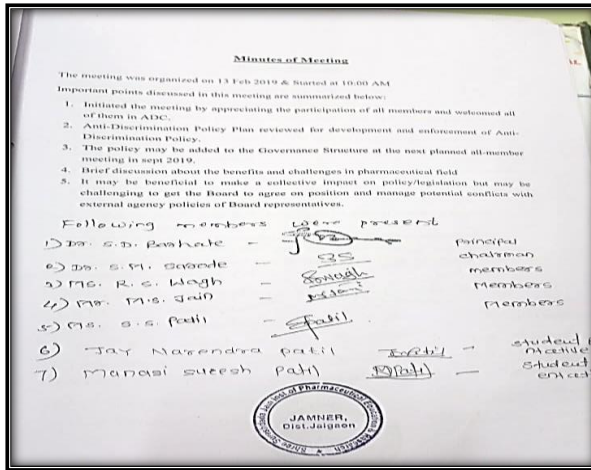 Minutes of Meeting
The meeting was organized on 13 Feb 2019 & Started at 10:00 AM
Important points discussed in this meeting are summarized below:
1. Initiated the meeting by appreciating the participation of all members and welcomed all
of them in ADC.
2. Anti-Discrimination Policy Plan reviewed for development and enforcement of Anti-
Discrimination Policy.
3. The policy may be added to the Governance Structure at the next planned all-member
meeting in sept 2019.
4. Brief discussion about the benefits and challenges in pharmaceutical field
5. It may be beneficial to make a collective impact on policy/legislation but may be
challenging to get the Board to agree on position and manage potential conflicts with
external agency policies of Board representatives.
Following members were present
1) Dr. S.D. - Principal
2) Dr. S.M. - chairman
3) Ms. R. S. Wagh - Swagh members
4) Mr. M.S. Jain - Members
5) Ms. S.S. Patil - Spatil Members
6) Jay Narendra patil - student
7) Manasi suresh Patil - student
JAMNER,
Dist.Jalgaon